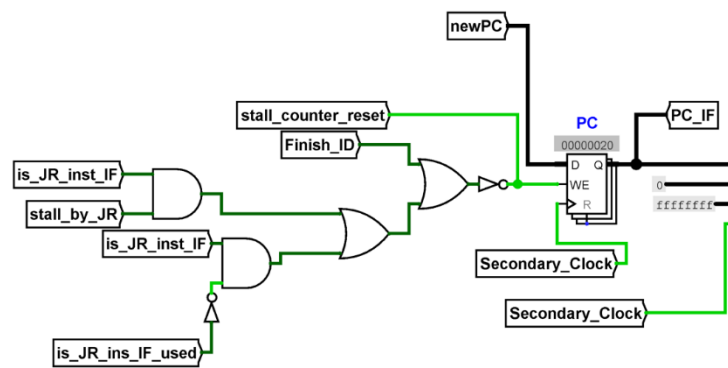 newPC
stall_counter_reset
PC
PC_IF
Finish_ID
00000020
D Q
is_JR_inst_IF
WE
0
stall_by_JR
R
ffffffff
is_JR_inst_IF
Secondary_Clock
Secondary_Clock
is_JR_ins_IF_used